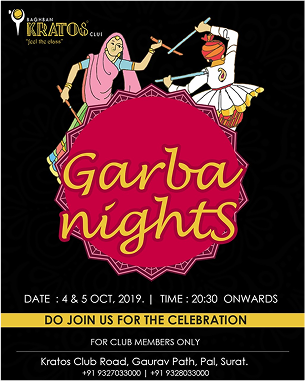 BAGHBAN
KRATOS CLUB
"feel the class"
Garba
nightS
DATE : 4 & 5 OCT, 2019. | TIME : 20:30 ONWARDS
DO JOIN US FOR THE CELEBRATION
FOR CLUB MEMBERS ONLY
Kratos Club Road, Gaurav Path, Pal, Surat.
+91 9327033000 | +91 9328033000